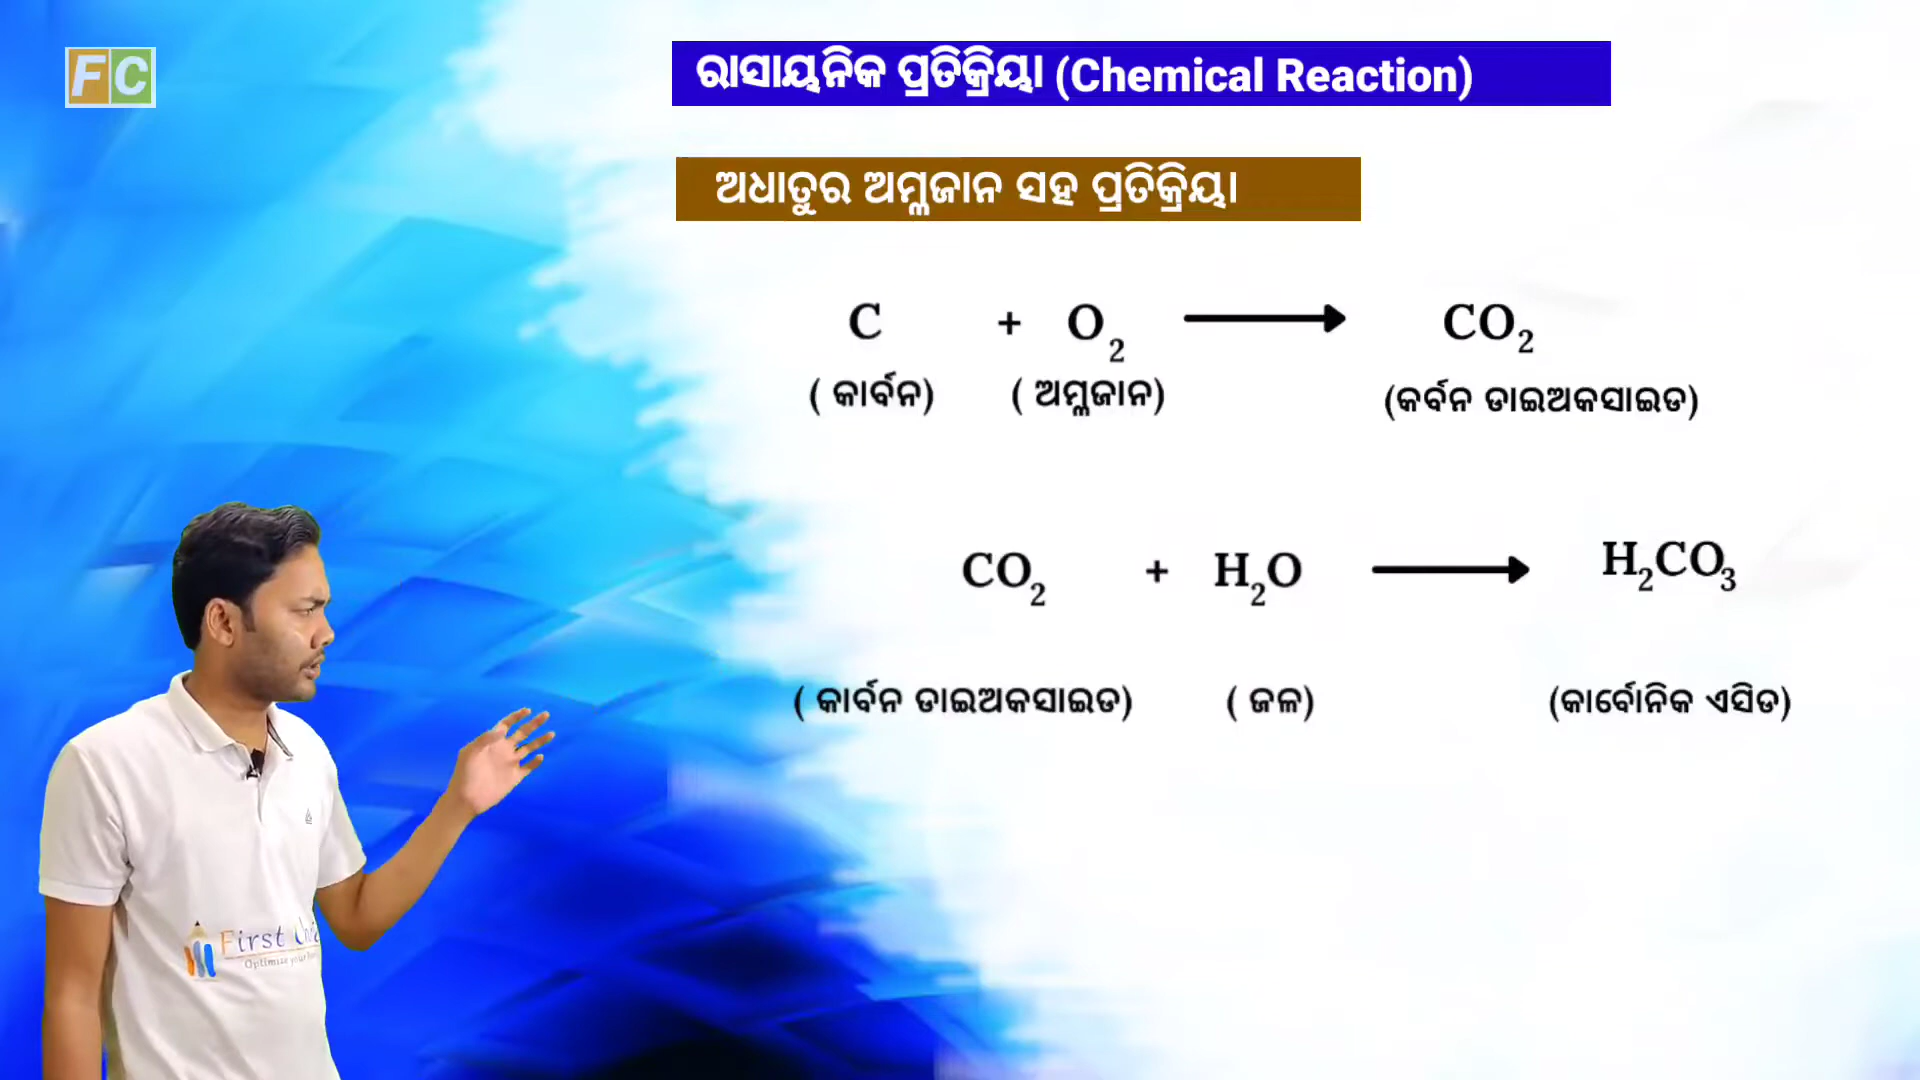 FC
ରାସାୟନିକ ପ୍ରତିକ୍ରିୟା (Chemical Reaction)
ଅଧାତୁର ଅମ୍ଳଜାନ ସହ ପ୍ରତିକ୍ରିୟା
C + O₂ ⟶ CO₂
( କାର୍ବନ) ( ଅମ୍ଳଜାନ) (କର୍ବନ ଡାଇଅକସାଇଡ)
CO₂ + H₂O ⟶ H₂CO₃
( କାର୍ବନ ଡାଇଅକସାଇଡ) ( ଜଳ) (କାର୍ବୋନିକ ଏସିଡ)
First
Optimize